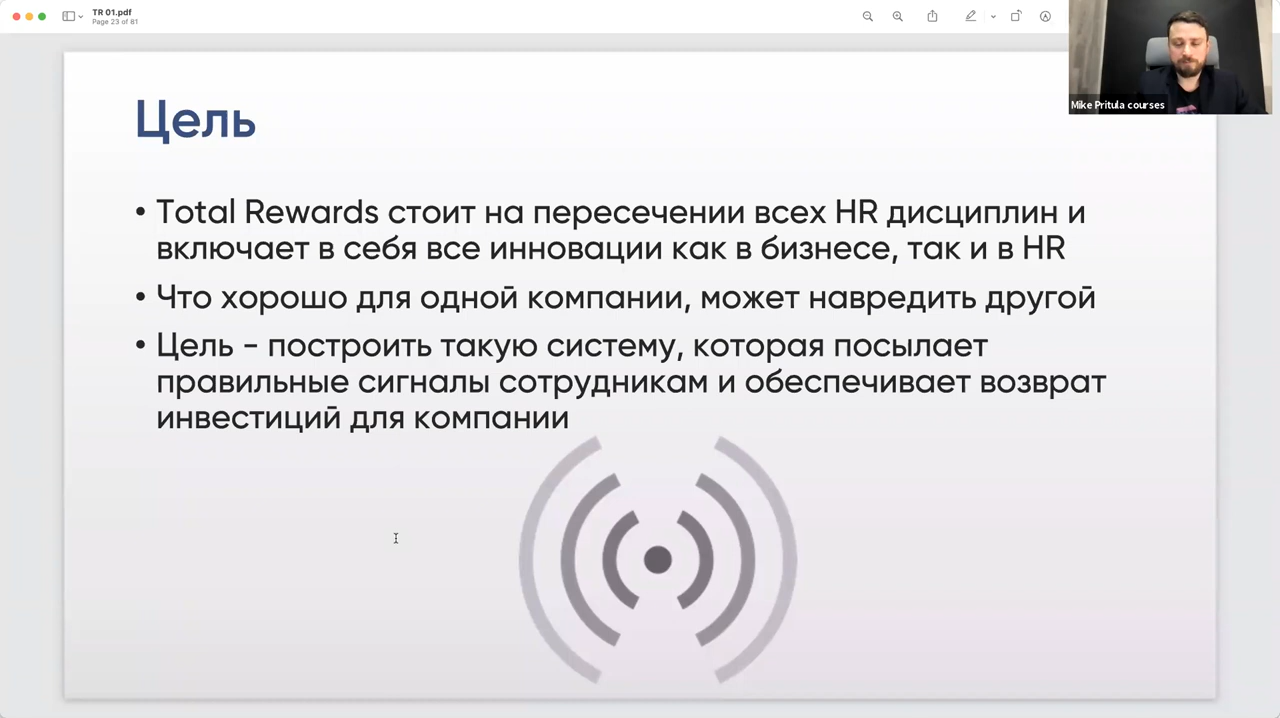 TR 01.pdf
Page 23 of 81
Mike Pritula courses
Цель
• Total Rewards стоит на пересечении всех HR дисциплин и
включает в себя все инновации как в бизнесе, так и в HR
• Что хорошо для одной компании, может навредить другой
• Цель - построить такую систему, которая посылает
правильные сигналы сотрудникам и обеспечивает возврат
инвестиций для компании